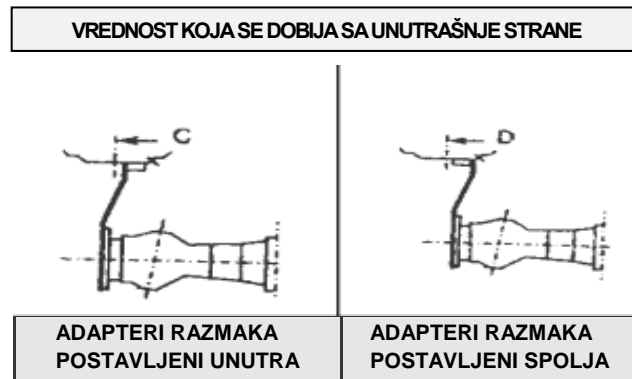 VREDNOST KOJA SE DOBIJA SA UNUTRAŠNJE STRANE
C
D
ADAPTERI RAZMAKA
POSTAVLJENI UNUTRA
ADAPTERI RAZMAKA
POSTAVLJENI SPOLJA